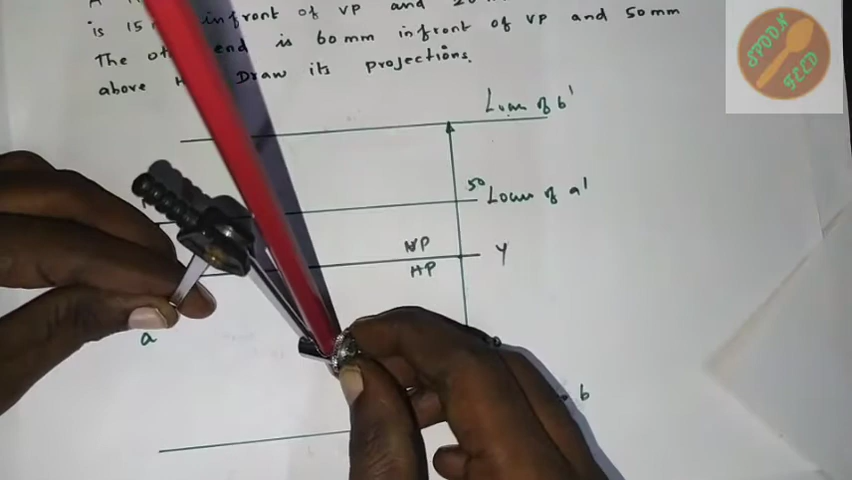 is 15 infront of VP and
The end is 60mm infront of VP and 50mm
above Draw its projections.
SPOON SEED
Locus of b'
50
Locus of a'
VP
HP
Y
a
b